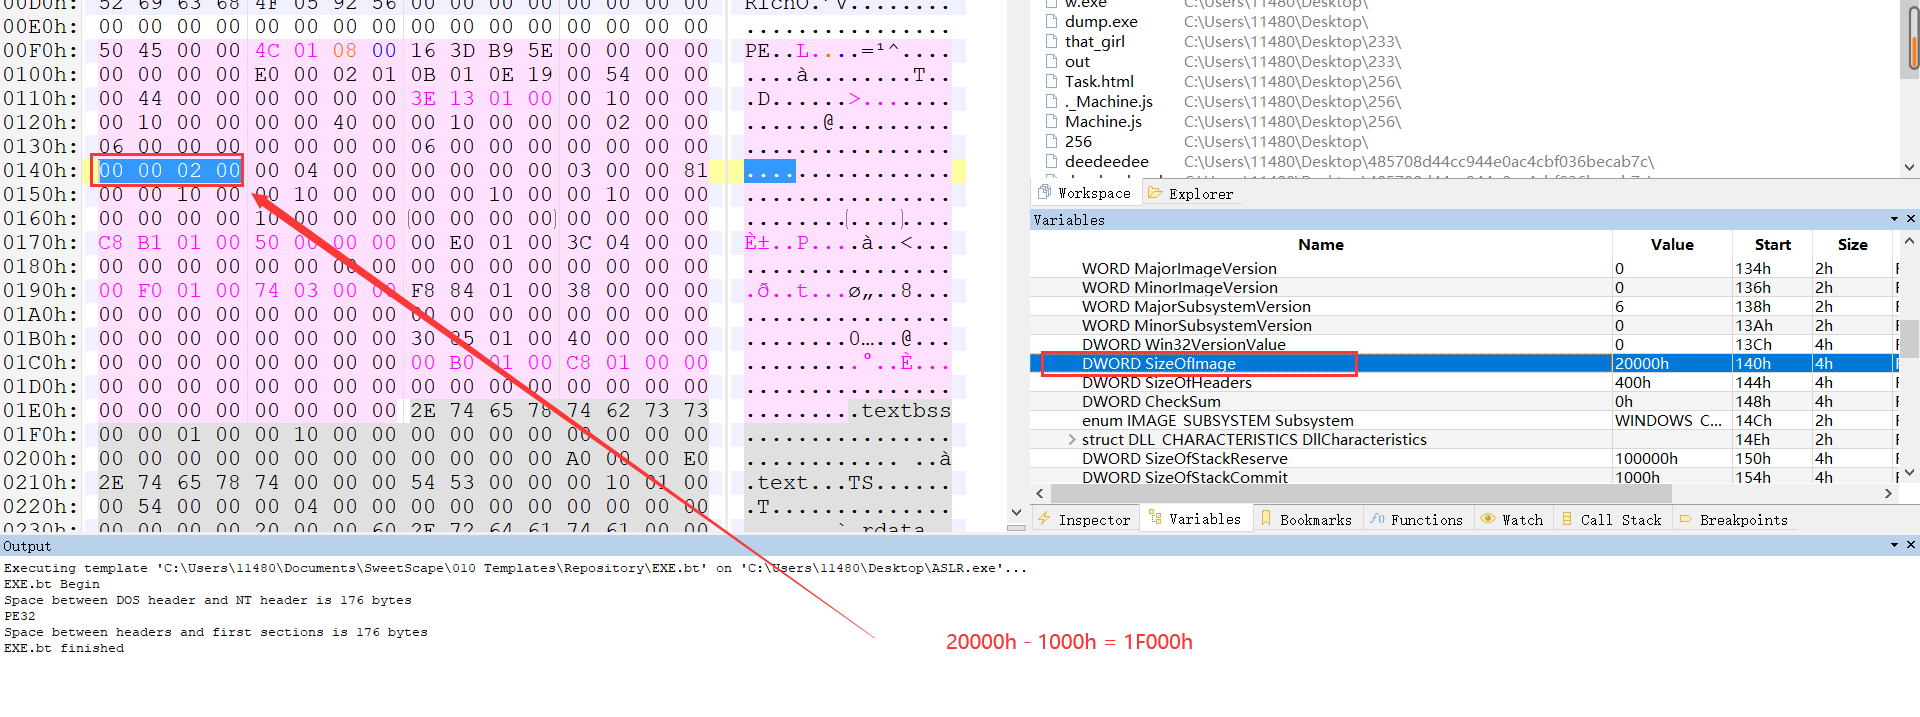 00D0h: 52 69 63 68 4F 05 92 56 00 00 00 00 00 00 00 00 RichO.'V........
00E0h: 00 00 00 00 00 00 00 00 00 00 00 00 00 00 00 00 ................
00F0h: 50 45 00 00 4C 01 08 00 16 3D B9 5E 00 00 00 00 PE..L....=¹^....
0100h: 00 00 00 00 E0 00 02 01 0B 01 0E 19 00 54 00 00 ....à........T..
0110h: 00 44 00 00 00 00 00 00 3E 13 01 00 00 10 00 00 .D......>.......
0120h: 00 10 00 00 00 00 40 00 00 10 00 00 00 02 00 00 ......@.........
0130h: 06 00 00 00 00 00 00 00 06 00 00 00 00 00 00 00 ................
0140h: 00 00 02 00 00 04 00 00 00 00 00 00 03 00 00 81 ................
0150h: 00 00 10 00 00 10 00 00 00 00 10 00 00 10 00 00 ................
0160h: 00 00 00 00 10 00 00 00 00 00 00 00 00 00 00 00 ................
0170h: C8 B1 01 00 50 00 00 00 00 E0 01 00 3C 04 00 00 È±..P....à..<...
0180h: 00 00 00 00 00 00 00 00 00 00 00 00 00 00 00 00 ................
0190h: 00 F0 01 00 74 03 00 00 F8 84 01 00 38 00 00 00 .ð..t...ø„..8...
01A0h: 00 00 00 00 00 00 00 00 00 00 00 00 00 00 00 00 ................
01B0h: 00 00 00 00 00 00 00 00 30 85 01 00 40 00 00 00 ........0…..@...
01C0h: 00 00 00 00 00 00 00 00 00 B0 01 00 C8 01 00 00 .........°..È...
01D0h: 00 00 00 00 00 00 00 00 00 00 00 00 00 00 00 00 ................
01E0h: 00 00 00 00 00 00 00 00 2E 74 65 78 74 62 73 73 .........textbss
01F0h: 00 00 01 00 00 10 00 00 00 00 00 00 00 00 00 00 ................
0200h: 00 00 00 00 00 00 00 00 00 00 00 00 A0 00 00 E0 ............ ..à
0210h: 2E 74 65 78 74 00 00 00 54 53 00 00 00 10 01 00 .text...TS......
0220h: 00 54 00 00 00 04 00 00 00 00 00 00 00 00 00 00 .T..............
0230h: 00 00 00 00 20 00 00 60 2E 72 64 61 74 61 00 00 .... ..`.rdata..
w.exe C:\Users\11480\Desktop\
dump.exe C:\Users\11480\Desktop\
that_girl C:\Users\11480\Desktop\233\
out C:\Users\11480\Desktop\233\
Task.html C:\Users\11480\Desktop\256\
._Machine.js C:\Users\11480\Desktop\256\
Machine.js C:\Users\11480\Desktop\256\
256 C:\Users\11480\Desktop\256\
deedeedee C:\Users\11480\Desktop\485708d44cc944e0ac4cbf036becab7c\
Workspace Explorer
Variables
Name Value Start Size
WORD MajorImageVersion 0 134h 2h F
WORD MinorImageVersion 0 136h 2h F
WORD MajorSubsystemVersion 6 138h 2h F
WORD MinorSubsystemVersion 0 13Ah 2h F
DWORD Win32VersionValue 0 13Ch 4h F
DWORD SizeOfImage 20000h 140h 4h F
DWORD SizeOfHeaders 400h 144h 4h F
DWORD CheckSum 0h 148h 4h F
enum IMAGE_SUBSYSTEM Subsystem WINDOWS_C... 14Ch 2h F
struct DLL_CHARACTERISTICS DllCharacteristics 14Eh 2h F
DWORD SizeOfStackReserve 100000h 150h 4h F
DWORD SizeOfStackCommit 1000h 154h 4h F
Inspector Variables Bookmarks Functions Watch Call Stack Breakpoints
Output
Executing template 'C:\Users\11480\Documents\SweetScape\010 Templates\Repository\EXE.bt' on 'C:\Users\11480\Desktop\ASLR.exe'...
EXE.bt Begin
Space between DOS header and NT header is 176 bytes
PE32
Space between headers and first sections is 176 bytes
EXE.bt finished
20000h - 1000h = 1F000h